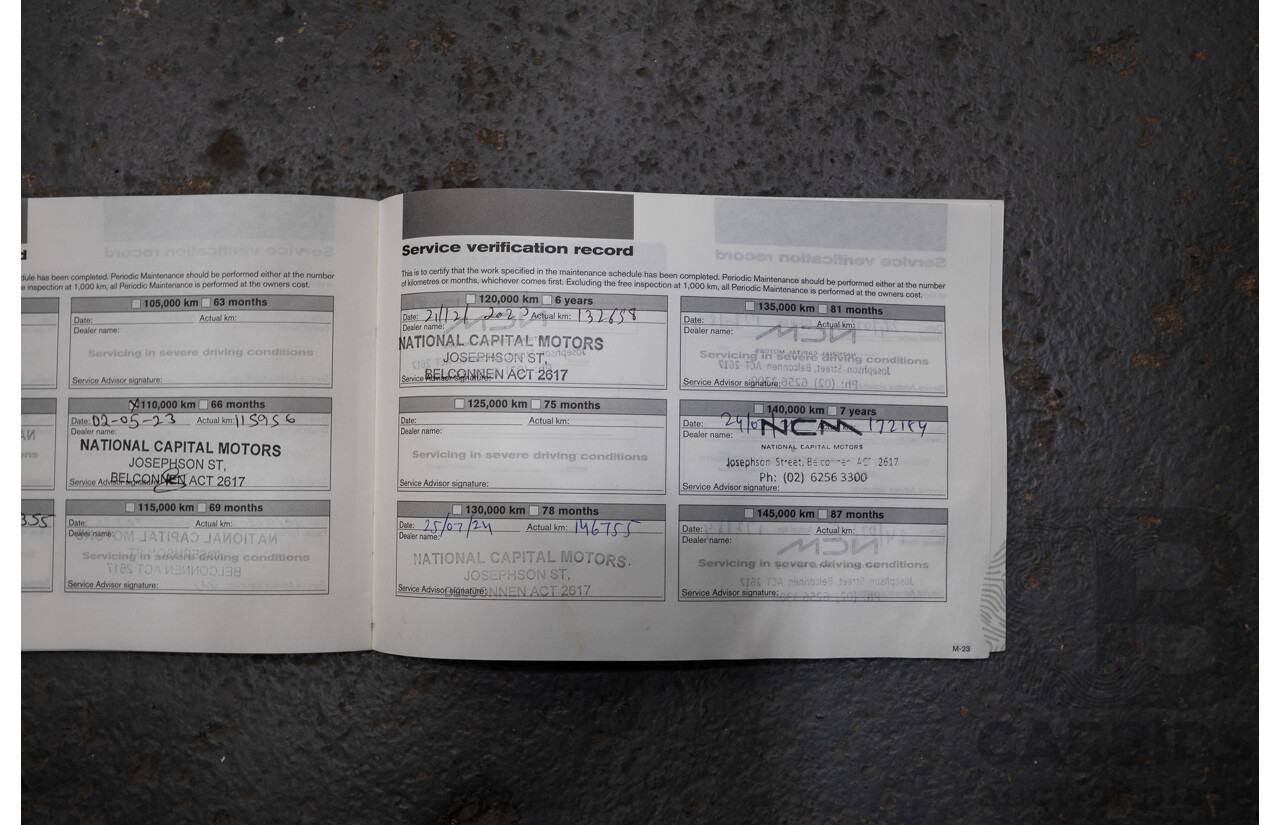 d
dule has been completed. Periodic Maintenance should be performed either at the number
e inspection at 1,000 km, all Periodic Maintenance is performed at the owners cost.
105,000 km 63 months
Date: Actual km:
Dealer name:
Servicing in severe driving conditions
Service Advisor signature:
110,000 km 66 months
Date: 02-05-23 Actual km: 115956
Dealer name:
NATIONAL CAPITAL MOTORS
JOSEPHSON ST,
BELCONNEN ACT 2617
355
115,000 km 69 months
Date: Actual km:
Dealer name:
Servicing in severe driving conditions
Service Advisor signature:
Service verification record
This is to certify that the work specified in the maintenance schedule has been completed. Periodic Maintenance should be performed either at the number
of kilometres or months, whichever comes first. Excluding the free inspection at 1,000 km, all Periodic Maintenance is performed at the owners cost.
120,000 km 6 years
Date: 21/12/2023 Actual km: 132658
Dealer name:
NATIONAL CAPITAL MOTORS
JOSEPHSON ST,
Service Advisor signature: BELCONNEN ACT 2617
125,000 km 75 months
Date: Actual km:
Dealer name:
Servicing in severe driving conditions
Service Advisor signature:
130,000 km 78 months
Date: 25/07/24 Actual km: 146755
Dealer name:
NATIONAL CAPITAL MOTORS.
JOSEPHSON ST,
Service Advisor signature: BELCONNEN ACT 2617
135,000 km 81 months
Date: Actual km:
Dealer name:
Servicing in severe driving conditions
Service Advisor signature:
140,000 km 7 years
Date: 172184
Dealer name: NCM
NATIONAL CAPITAL MOTORS
Josephson Street, Belconnen ACT 2617
Ph: (02) 6256 3300
Service Advisor signature:
145,000 km 87 months
Date: Actual km:
Dealer name:
Servicing in severe driving conditions
Service Advisor signature:
M-23